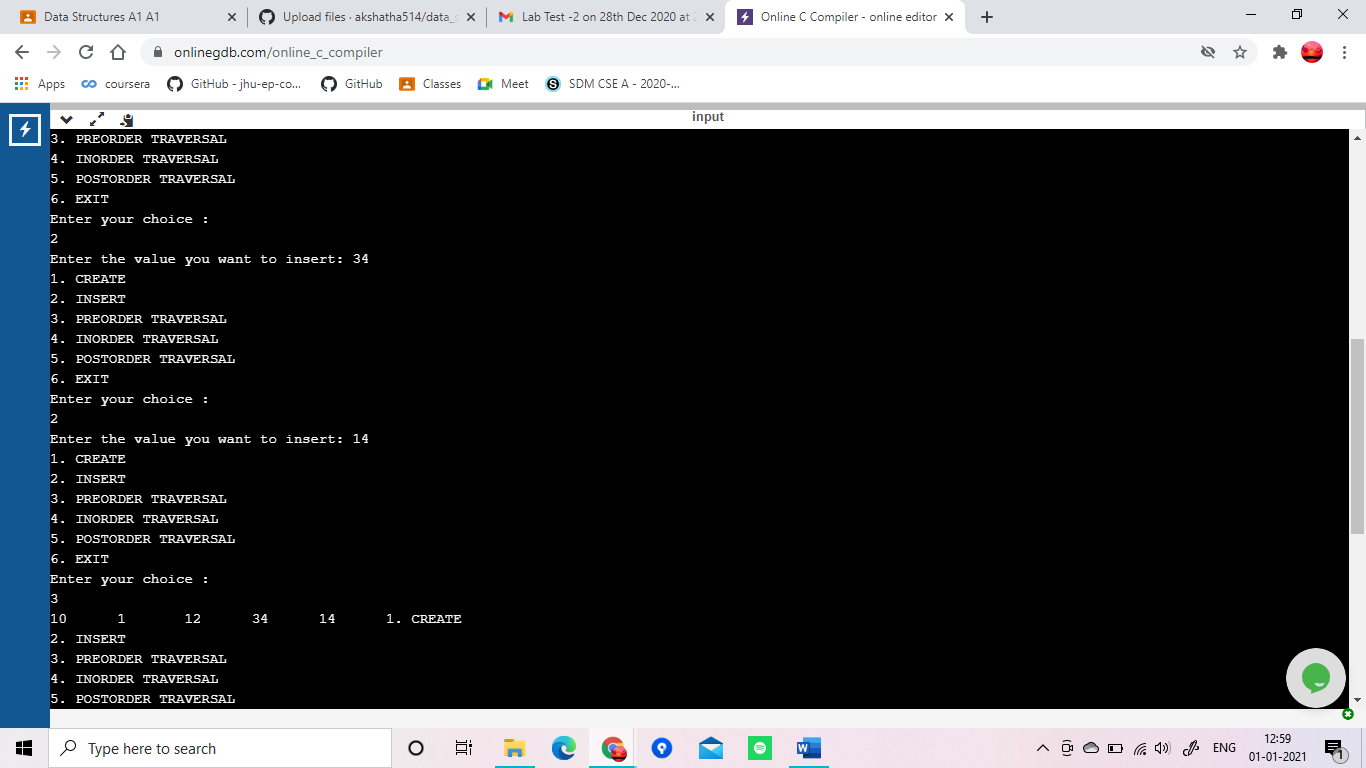 Data Structures A1 A1
Upload files · akshatha514/data_s
Lab Test -2 on 28th Dec 2020 at 2
Online C Compiler - online editor
onlinegdb.com/online_c_compiler
Apps
coursera
GitHub - jhu-ep-co...
GitHub
Classes
Meet
SDM CSE A - 2020-...
input
3. PREORDER TRAVERSAL
4. INORDER TRAVERSAL
5. POSTORDER TRAVERSAL
6. EXIT
Enter your choice :
2
Enter the value you want to insert: 34
1. CREATE
2. INSERT
3. PREORDER TRAVERSAL
4. INORDER TRAVERSAL
5. POSTORDER TRAVERSAL
6. EXIT
Enter your choice :
2
Enter the value you want to insert: 14
1. CREATE
2. INSERT
3. PREORDER TRAVERSAL
4. INORDER TRAVERSAL
5. POSTORDER TRAVERSAL
6. EXIT
Enter your choice :
3
10      1       12      34      14      1. CREATE
2. INSERT
3. PREORDER TRAVERSAL
4. INORDER TRAVERSAL
5. POSTORDER TRAVERSAL
Type here to search
ENG
12:59
01-01-2021
1